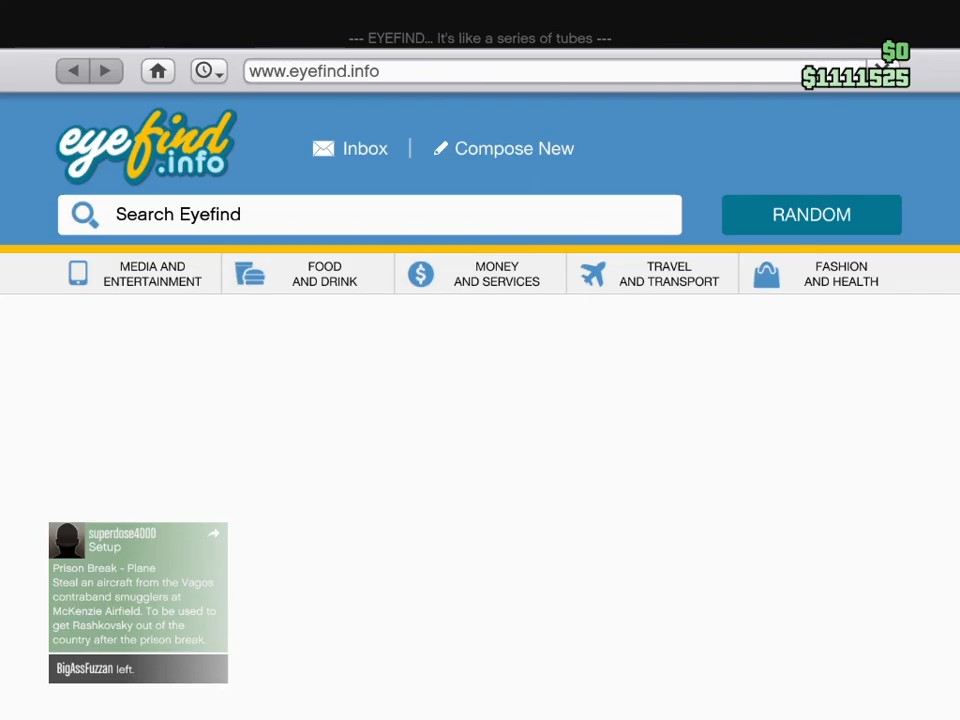 --- EYEFIND... It's like a series of tubes ---
$0
www.eyefind.info
$1111525
eyefind.info
Inbox | Compose New
Search Eyefind
RANDOM
MEDIA AND
ENTERTAINMENT
FOOD
AND DRINK
MONEY
AND SERVICES
TRAVEL
AND TRANSPORT
FASHION
AND HEALTH
superdose4000
Setup
Prison Break - Plane
Steal an aircraft from the Vagos
contraband smugglers at
McKenzie Airfield. To be used to
get Rashkovsky out of the
country after the prison break.
BigAssFuzzan left.